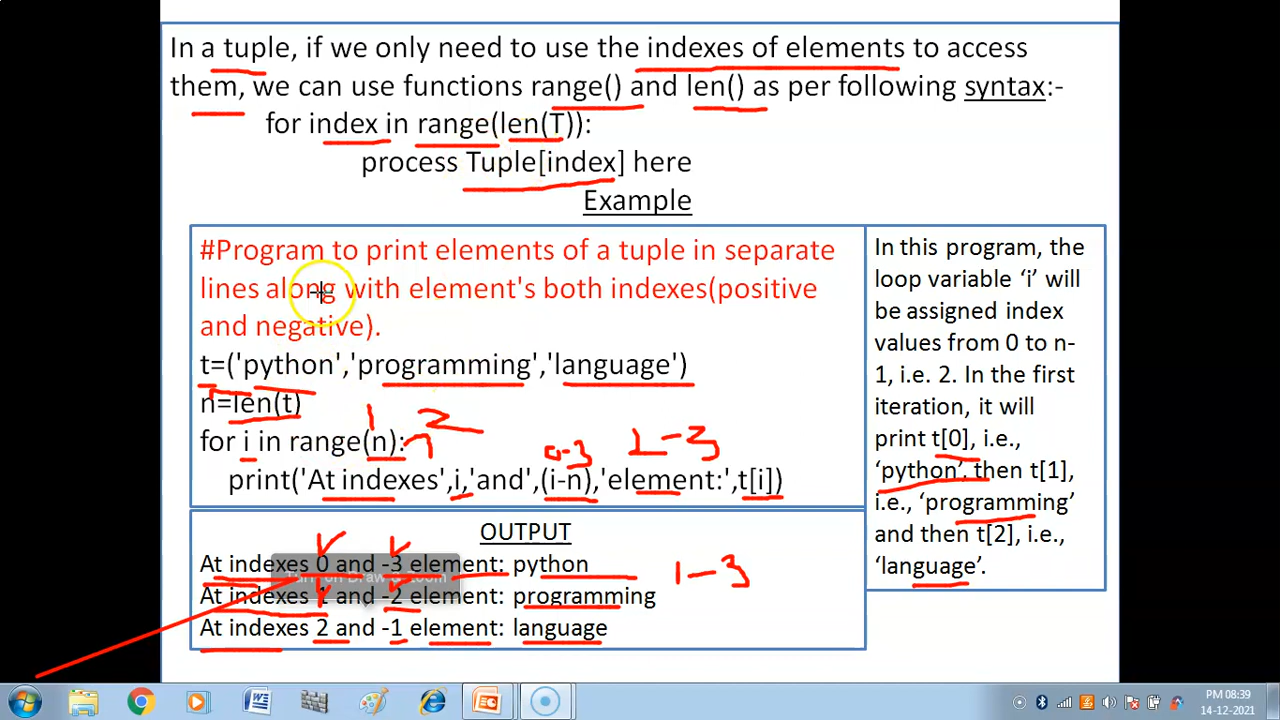 In a tuple, if we only need to use the indexes of elements to access
them, we can use functions range() and len() as per following syntax:-
for index in range(len(T)):
process Tuple[index] here
Example
#Program to print elements of a tuple in separate
lines along with element's both indexes(positive
and negative).
t=('python','programming','language')
n=len(t)
1 2
for i in range(n):
0-3 1-3
print('At indexes',i,'and',(i-n),'element:',t[i])
In this program, the
loop variable ‘i’ will
be assigned index
values from 0 to n-
1, i.e. 2. In the first
iteration, it will
print t[0], i.e.,
‘python’, then t[1],
i.e., ‘programming’
and then t[2], i.e.,
‘language’.
OUTPUT
At indexes 0 and -3 element: python
1-3
At indexes 1 and -2 element: programming
At indexes 2 and -1 element: language
PM 08:39
14-12-2021